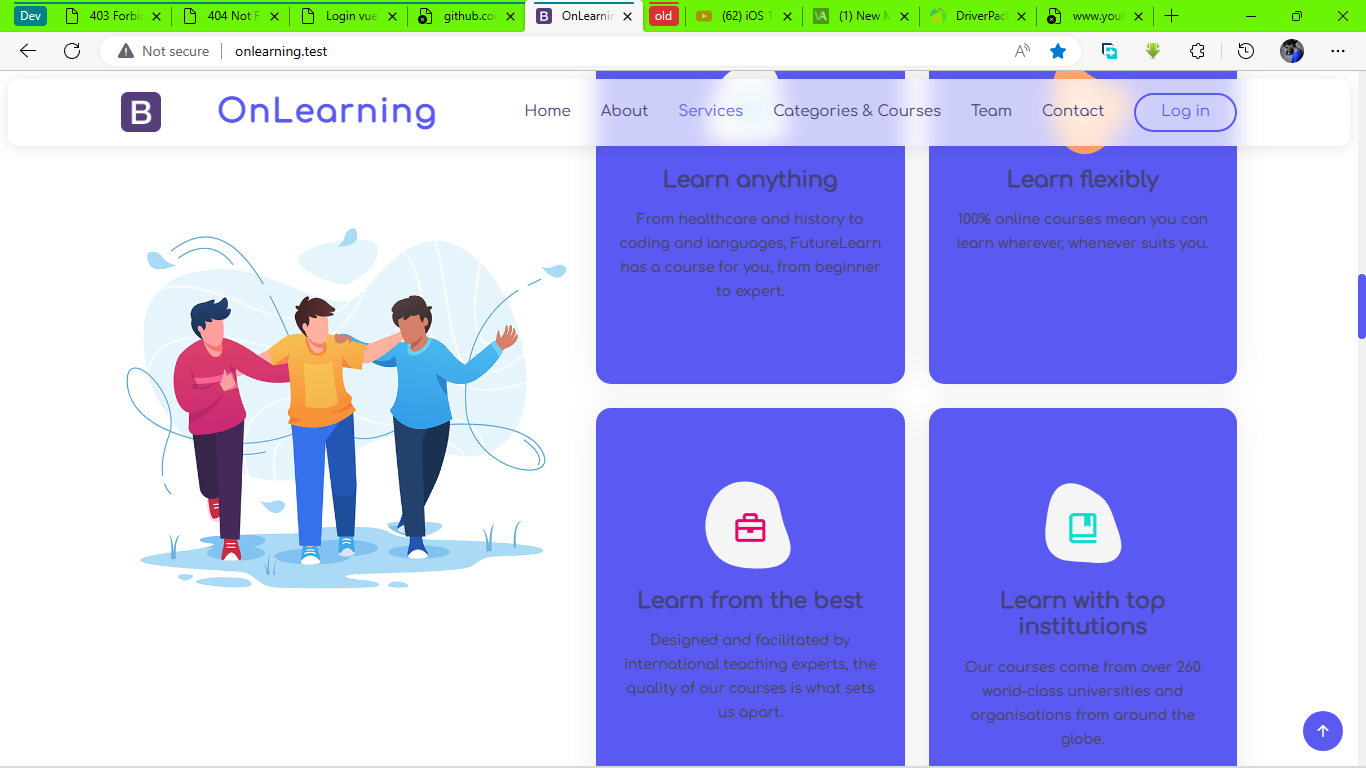 Dev
403 Forbid
404 Not F
Login vue
github.co
OnLearnin
old
(62) iOS 1
(1) New M
DriverPac
www.yout
Not secure
onlearning.test
B
OnLearning
Home
About
Services
Categories & Courses
Team
Contact
Log in
Learn anything
From healthcare and history to
coding and languages, FutureLearn
has a course for you, from beginner
to expert.
Learn flexibly
100% online courses mean you can
learn wherever, whenever suits you.
Learn from the best
Designed and facilitated by
international teaching experts, the
quality of our courses is what sets
us apart.
Learn with top
institutions
Our courses come from over 260
world-class universities and
organisations from around the
globe.